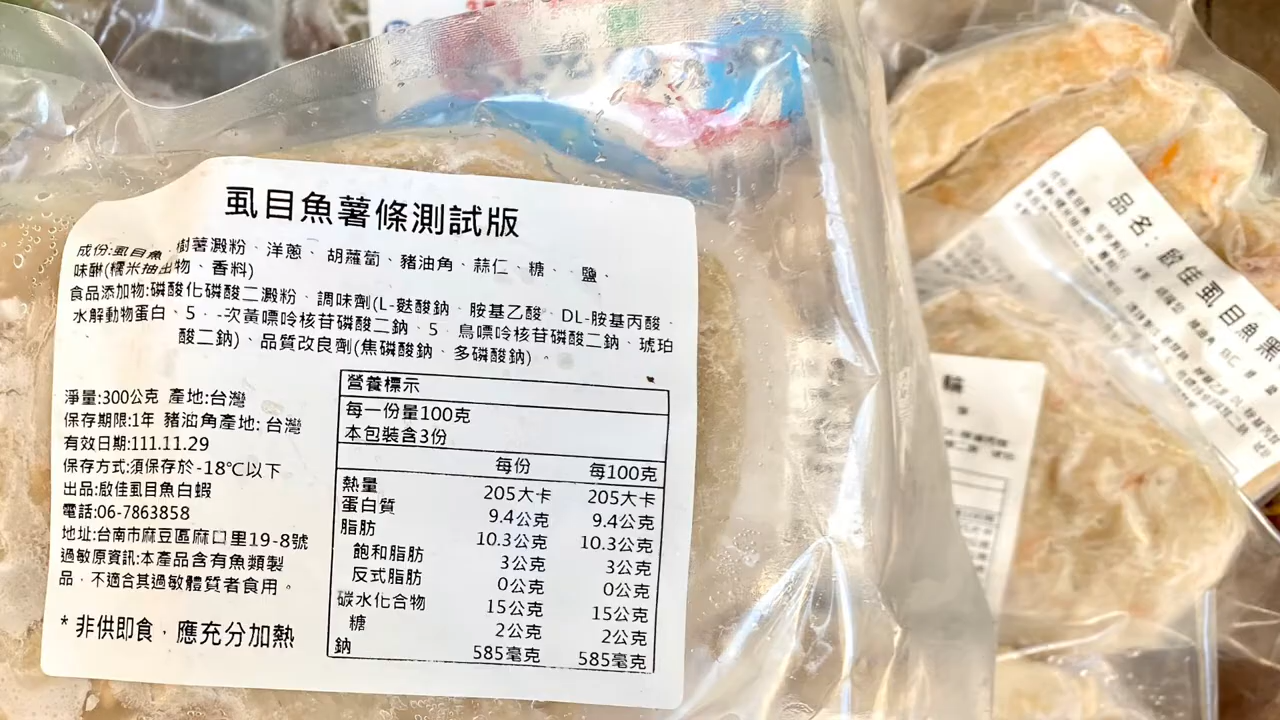 虱目魚薯條測試版
成份:虱目魚、樹薯澱粉、洋蔥、胡蘿蔔、豬油角、蒜仁、糖、鹽、
味醂(糯米抽出物、香料)
食品添加物:磷酸化磷酸二澱粉、調味劑(L-麩酸鈉、胺基乙酸、DL-胺基丙酸、
水解動物蛋白、5、-次黃嘌呤核苷磷酸二鈉、5、鳥嘌呤核苷磷酸二鈉、琥珀
酸二鈉)、品質改良劑(焦磷酸鈉、多磷酸鈉)。
淨量:300公克 產地:台灣
保存期限:1年 豬油角產地:台灣
有效日期:111.11.29
保存方式:須保存於-18℃以下
出品:啟佳虱目魚白蝦
電話:06-7863858
地址:台南市麻豆區麻口里19-8號
過敏原資訊:本產品含有魚類製
品，不適合其過敏體質者食用。
* 非供即食，應充分加熱
營養標示
每一份量100克
本包裝含3份
每份 每100克
熱量 205大卡 205大卡
蛋白質 9.4公克 9.4公克
脂肪 10.3公克 10.3公克
飽和脂肪 3公克 3公克
反式脂肪 0公克 0公克
碳水化合物 15公克 15公克
糖 2公克 2公克
鈉 585毫克 585毫克
品名:啟佳虱目魚黑